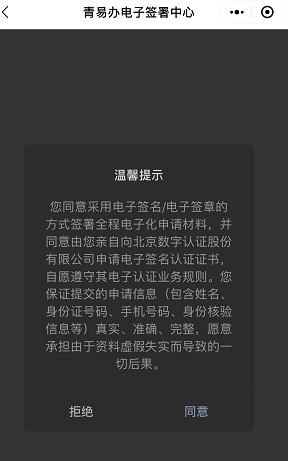 青易办电子签署中心
温馨提示
您同意采用电子签名/电子签章的
方式签署全程电子化申请材料，并
同意由您亲自向北京数字认证股份
有限公司申请电子签名认证证书，
自愿遵守其电子认证业务规则。您
保证提交的申请信息（包含姓名、
身份证号码、手机号码、身份核验
信息等）真实、准确、完整，愿意
承担由于资料虚假失实而导致的一
切后果。
拒绝 同意